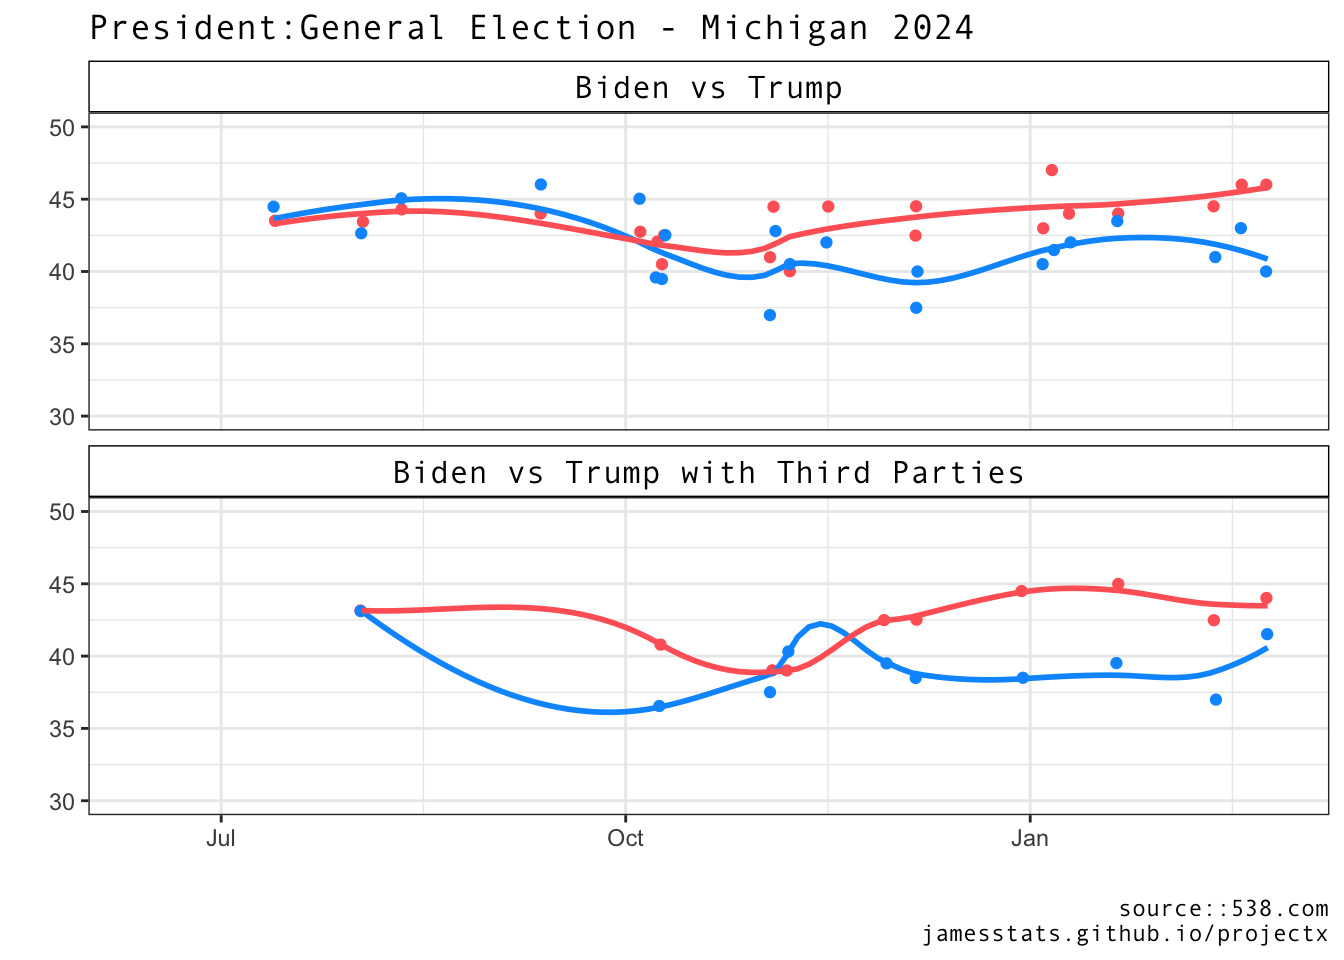 President:General Election - Michigan 2024
Biden vs Trump
50
45
40
35
30
Biden vs Trump with Third Parties
50
45
40
35
30
Jul Oct Jan
source::538.com
jamesstats.github.io/projectx